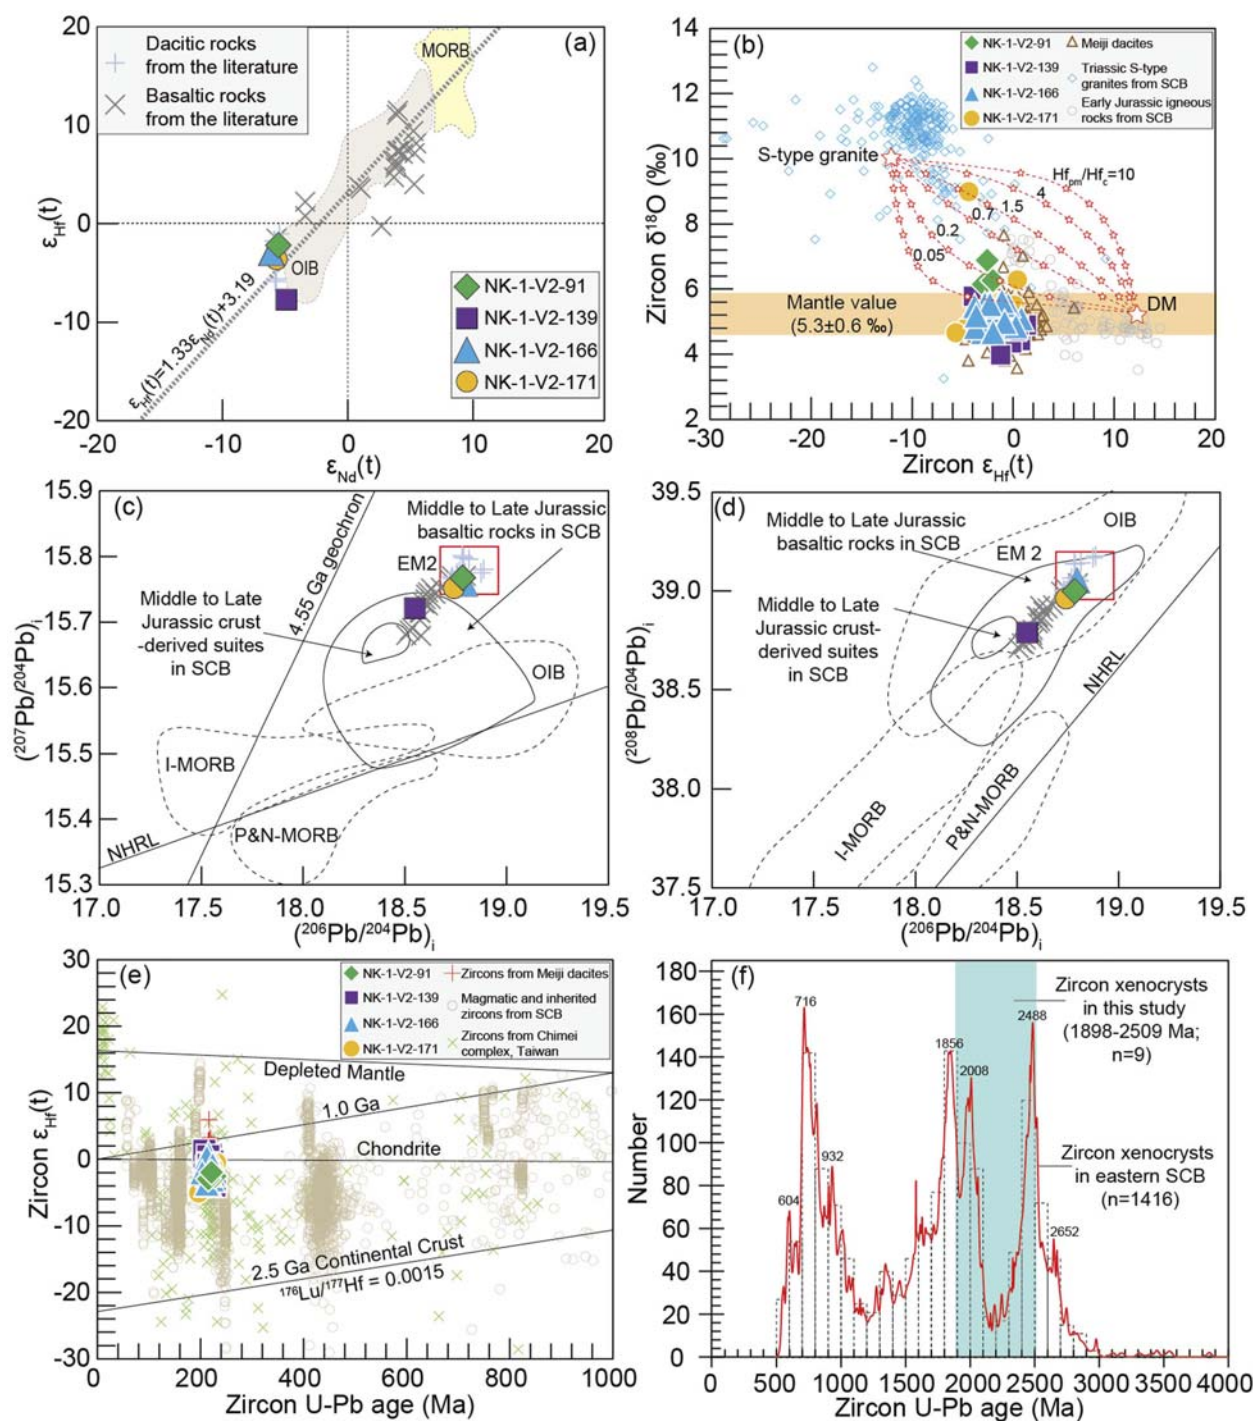 (a)
Dacitic rocks
from the literature
Basaltic rocks
from the literature
MORB
OIB
εHf(t)=1.33εNd(t)+3.19
NK-1-V2-91
NK-1-V2-139
NK-1-V2-166
NK-1-V2-171
20
10
0
-10
-20
εHf(t)
-20
-10
0
10
20
εNd(t)
(b)
NK-1-V2-91
NK-1-V2-139
NK-1-V2-166
NK-1-V2-171
Meiji dacites
Triassic S-type
granites from SCB
Early Jurassic igneous
rocks from SCB
S-type granite
Hfpm/Hfc=10
4
1.5
0.7
0.2
0.05
Mantle value
(5.3±0.6 ‰)
DM
14
12
10
8
6
4
2
Zircon δ18O (‰)
-30
-20
-10
0
10
20
Zircon εHf(t)
(c)
4.55 Ga geochron
Middle to Late Jurassic
basaltic rocks in SCB
EM2
Middle to Late
Jurassic crust
-derived suites
in SCB
OIB
I-MORB
P&N-MORB
NHRL
15.9
15.8
15.7
15.6
15.5
15.4
15.3
(207Pb/204Pb)i
17.0
17.5
18.0
18.5
19.0
19.5
(206Pb/204Pb)i
(d)
OIB
Middle to Late Jurassic
basaltic rocks in SCB
EM 2
Middle to Late
Jurassic crust-
derived suites
in SCB
NHRL
I-MORB
P&N-MORB
39.5
39.0
38.5
38.0
37.5
(208Pb/204Pb)i
17.0
17.5
18.0
18.5
19.0
19.5
(206Pb/204Pb)i
(e)
NK-1-V2-91
NK-1-V2-139
NK-1-V2-166
NK-1-V2-171
Zircons from Meiji dacites
Magmatic and inherited
zircons from SCB
Zircons from Chimei
complex, Taiwan
Depleted Mantle
1.0 Ga
Chondrite
2.5 Ga Continental Crust
176Lu/177Hf = 0.0015
30
20
10
0
-10
-20
-30
Zircon εHf(t)
0
200
400
600
800
1000
Zircon U-Pb age (Ma)
(f)
716
604
932
1856
2008
2488
2652
Zircon xenocrysts
in this study
(1898-2509 Ma;
n=9)
Zircon xenocrysts
in eastern SCB
(n=1416)
180
160
140
120
100
80
60
40
20
0
Number
0
500
1000
1500
2000
2500
3000
3500
4000
Zircon U-Pb age (Ma)